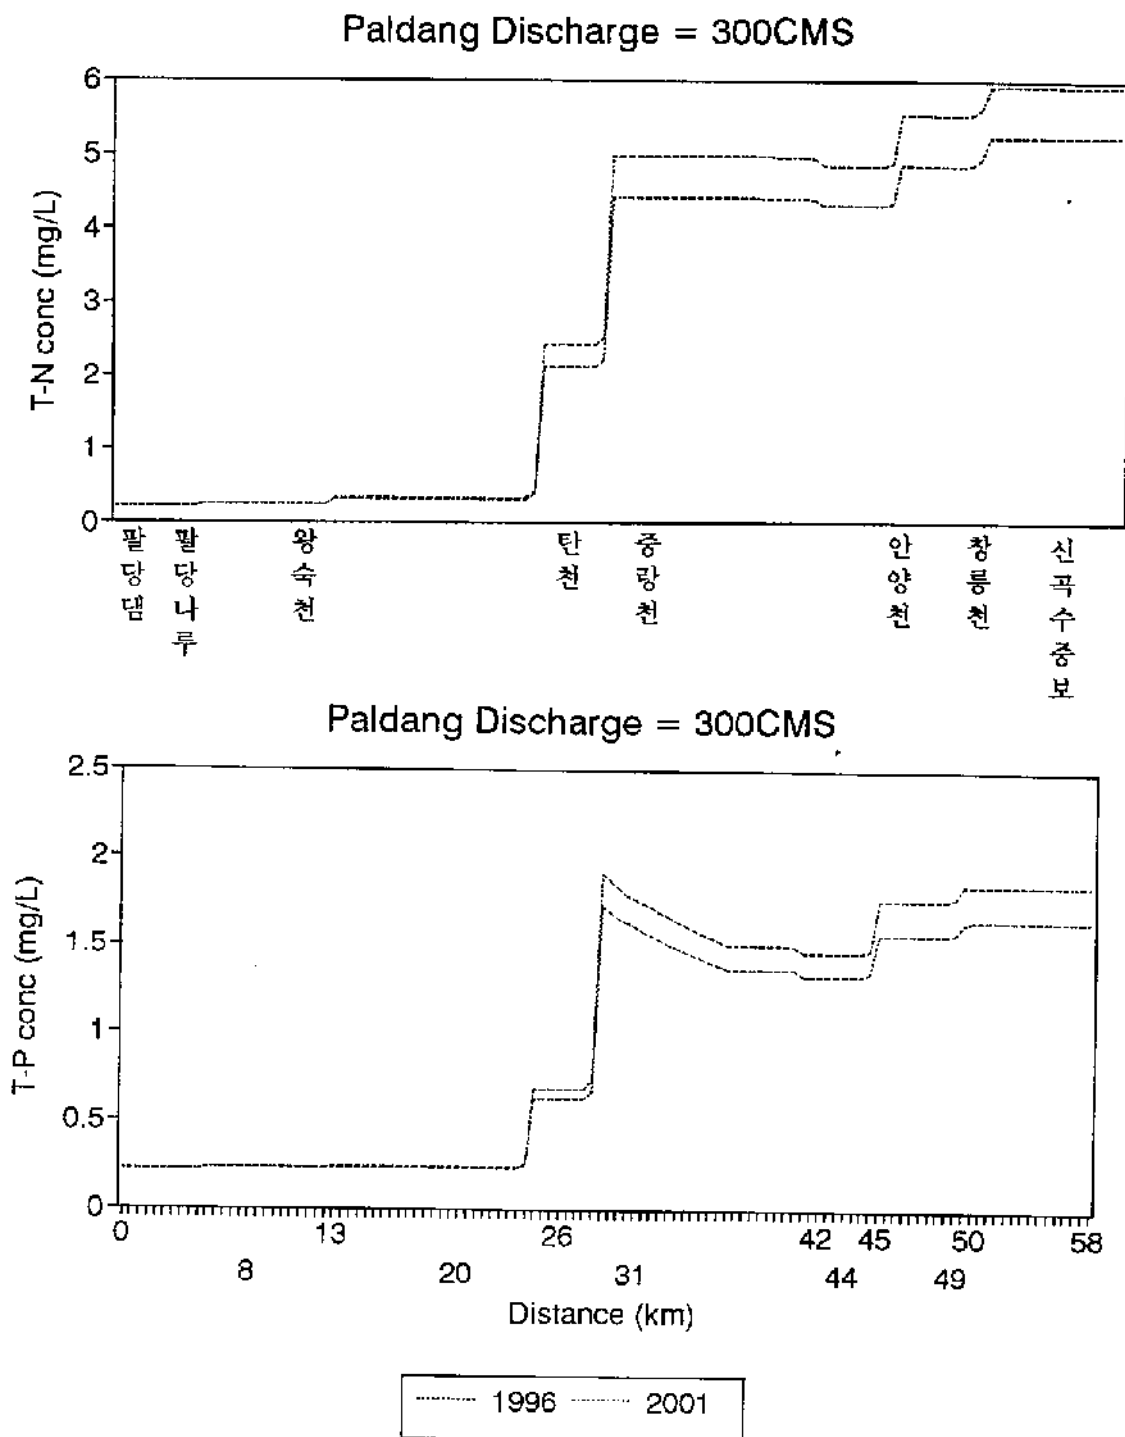 Paldang Discharge = 300CMS
6
5
4
3
2
1
0
T-N conc (mg/L)
팔당댐
팔당나루
왕숙천
탄천
중랑천
안양천
창릉천
신곡수중보
Paldang Discharge = 300CMS
2.5
2
1.5
1
0.5
0
T-P conc (mg/L)
0 13 26 42 45 50 58
8 20 31 44 49
Distance (km)
1996 2001